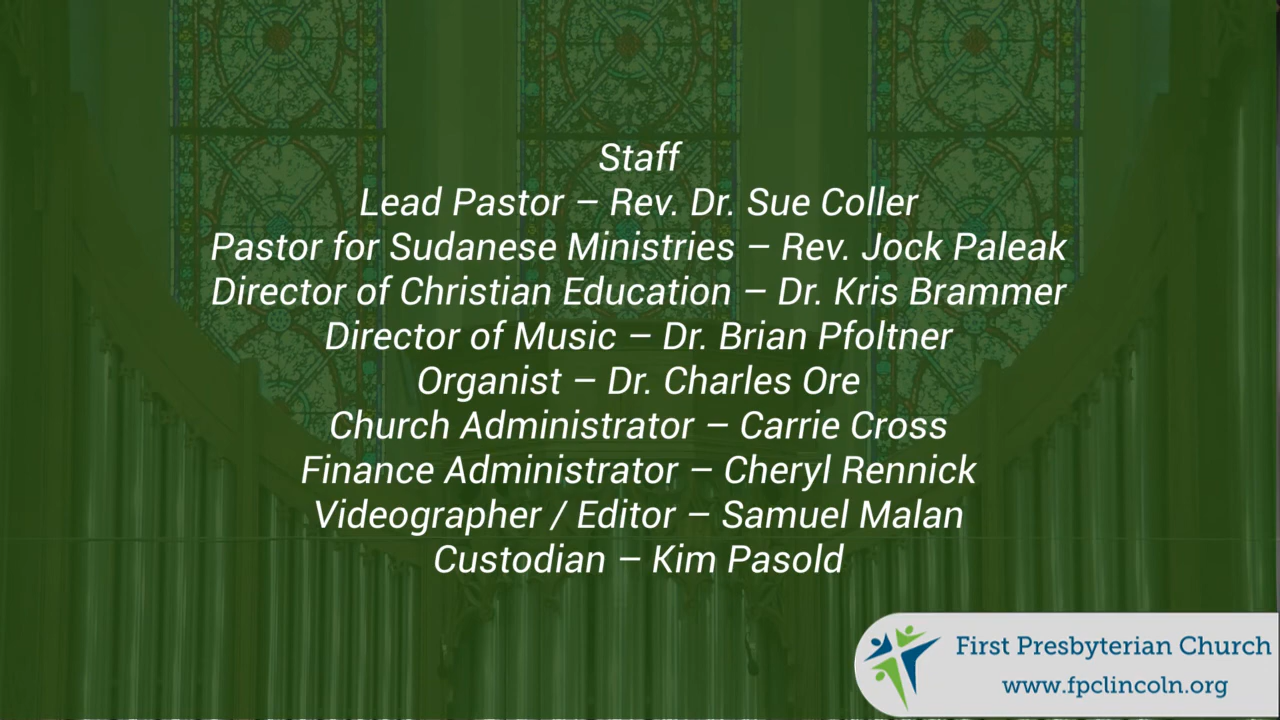 Staff
Lead Pastor – Rev. Dr. Sue Coller
Pastor for Sudanese Ministries – Rev. Jock Paleak
Director of Christian Education – Dr. Kris Brammer
Director of Music – Dr. Brian Pfoltner
Organist – Dr. Charles Ore
Church Administrator – Carrie Cross
Finance Administrator – Cheryl Rennick
Videographer / Editor – Samuel Malan
Custodian – Kim Pasold
First Presbyterian Church
www.fpclincoln.org